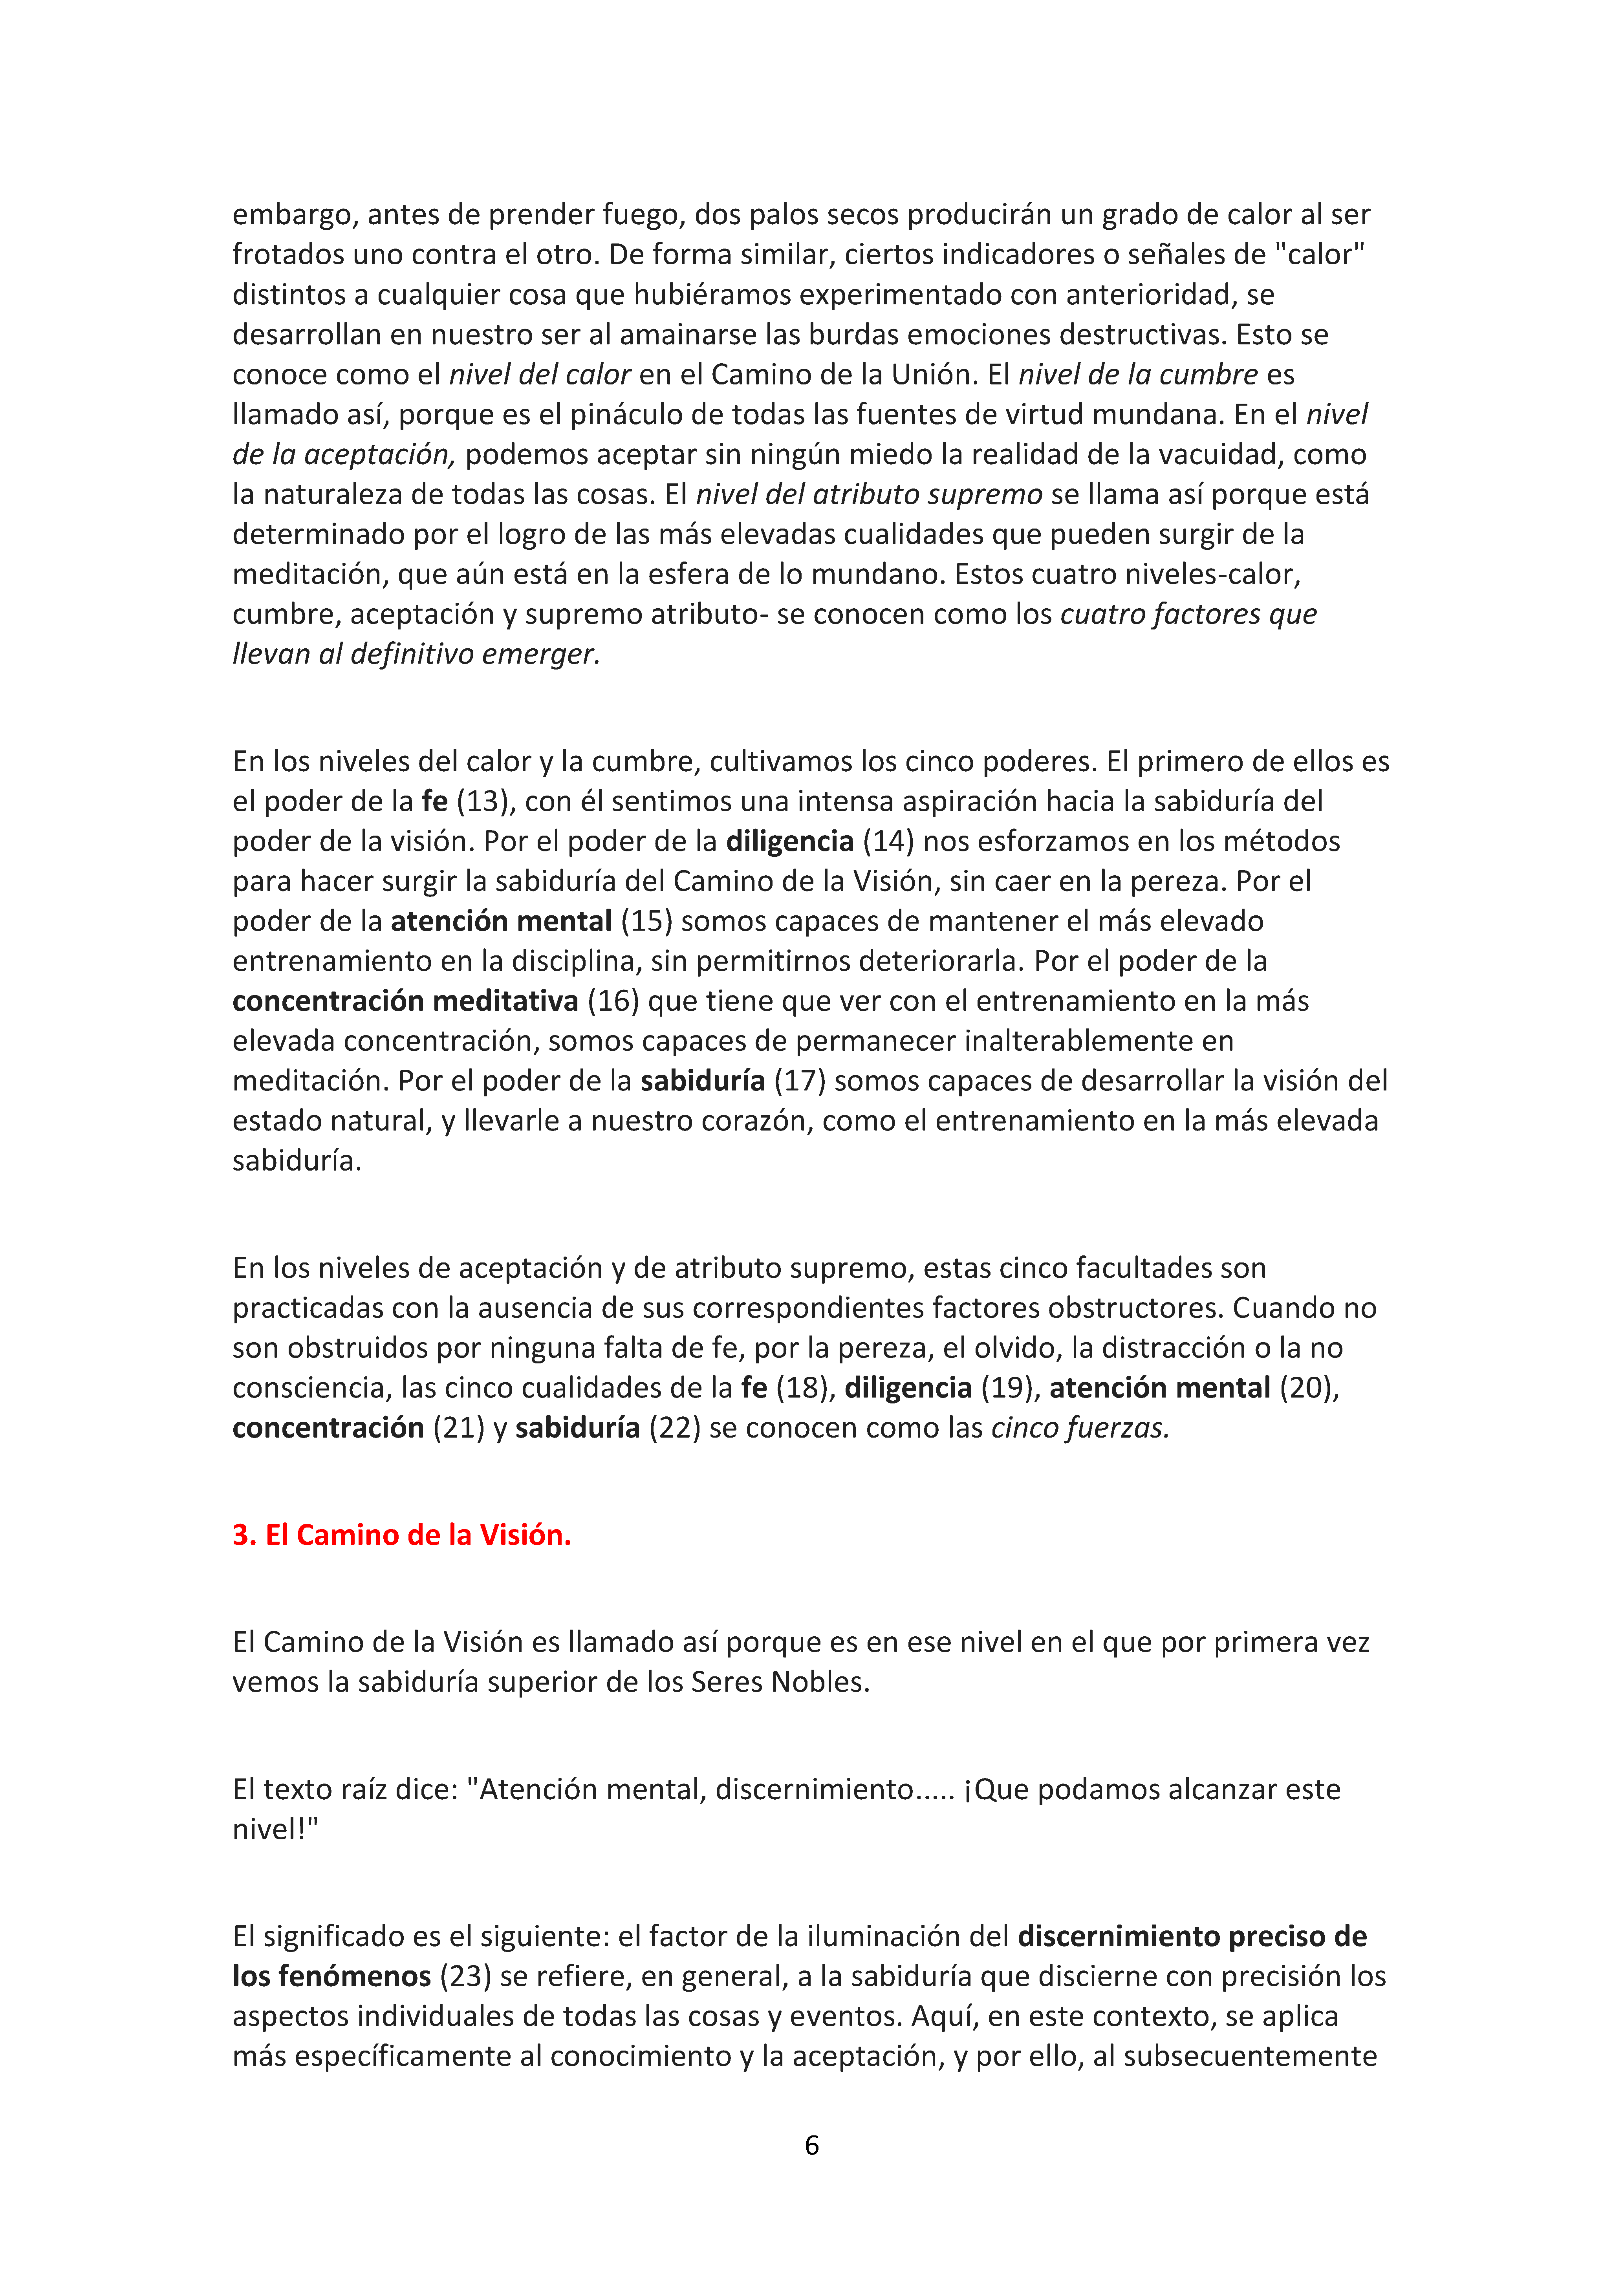 embargo, antes de prender fuego, dos palos secos producirán un grado de calor al ser
frotados uno contra el otro. De forma similar, ciertos indicadores o señales de "calor"
distintos a cualquier cosa que hubiéramos experimentado con anterioridad, se
desarrollan en nuestro ser al amainarse las burdas emociones destructivas. Esto se
conoce como el nivel del calor en el Camino de la Unión. El nivel de la cumbre es
llamado así, porque es el pináculo de todas las fuentes de virtud mundana. En el nivel
de la aceptación, podemos aceptar sin ningún miedo la realidad de la vacuidad, como
la naturaleza de todas las cosas. El nivel del atributo supremo se llama así porque está
determinado por el logro de las más elevadas cualidades que pueden surgir de la
meditación, que aún está en la esfera de lo mundano. Estos cuatro niveles-calor,
cumbre, aceptación y supremo atributo- se conocen como los cuatro factores que
llevan al definitivo emerger.
En los niveles del calor y la cumbre, cultivamos los cinco poderes. El primero de ellos es
el poder de la fe (13), con él sentimos una intensa aspiración hacia la sabiduría del
poder de la visión. Por el poder de la diligencia (14) nos esforzamos en los métodos
para hacer surgir la sabiduría del Camino de la Visión, sin caer en la pereza. Por el
poder de la atención mental (15) somos capaces de mantener el más elevado
entrenamiento en la disciplina, sin permitirnos deteriorarla. Por el poder de la
concentración meditativa (16) que tiene que ver con el entrenamiento en la más
elevada concentración, somos capaces de permanecer inalterablemente en
meditación. Por el poder de la sabiduría (17) somos capaces de desarrollar la visión del
estado natural, y llevarle a nuestro corazón, como el entrenamiento en la más elevada
sabiduría.
En los niveles de aceptación y de atributo supremo, estas cinco facultades son
practicadas con la ausencia de sus correspondientes factores obstructores. Cuando no
son obstruidos por ninguna falta de fe, por la pereza, el olvido, la distracción o la no
consciencia, las cinco cualidades de la fe (18), diligencia (19), atención mental (20),
concentración (21) y sabiduría (22) se conocen como las cinco fuerzas.
3. El Camino de la Visión.
El Camino de la Visión es llamado así porque es en ese nivel en el que por primera vez
vemos la sabiduría superior de los Seres Nobles.
El texto raíz dice: "Atención mental, discernimiento..... ¡Que podamos alcanzar este
nivel!"
El significado es el siguiente: el factor de la iluminación del discernimiento preciso de
los fenómenos (23) se refiere, en general, a la sabiduría que discierne con precisión los
aspectos individuales de todas las cosas y eventos. Aquí, en este contexto, se aplica
más específicamente al conocimiento y la aceptación, y por ello, al subsecuentemente
6